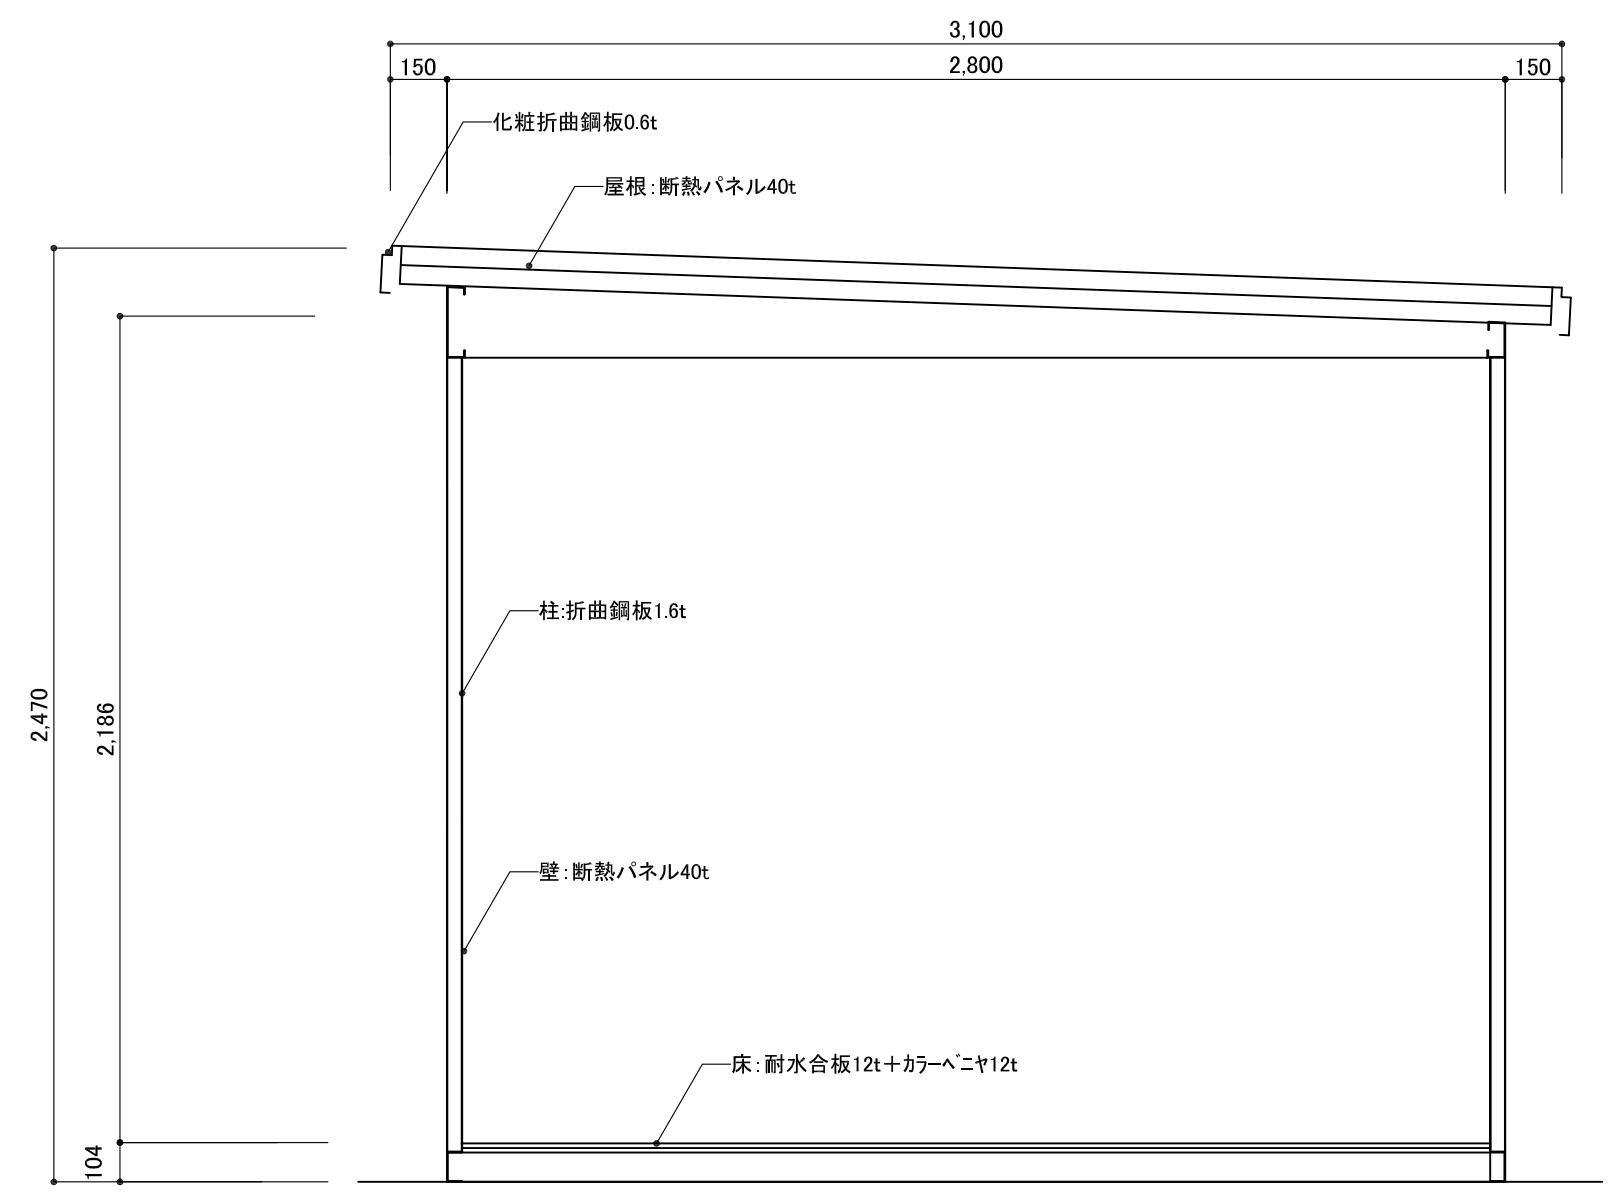 3,100
150
2,800
150
化粧折曲鋼板0.6t
屋根:断熱パネル40t
柱:折曲鋼板1.6t
2,470
2,186
壁:断熱パネル40t
床:耐水合板12t+ｶﾗｰﾍﾞﾆﾔ12t
104